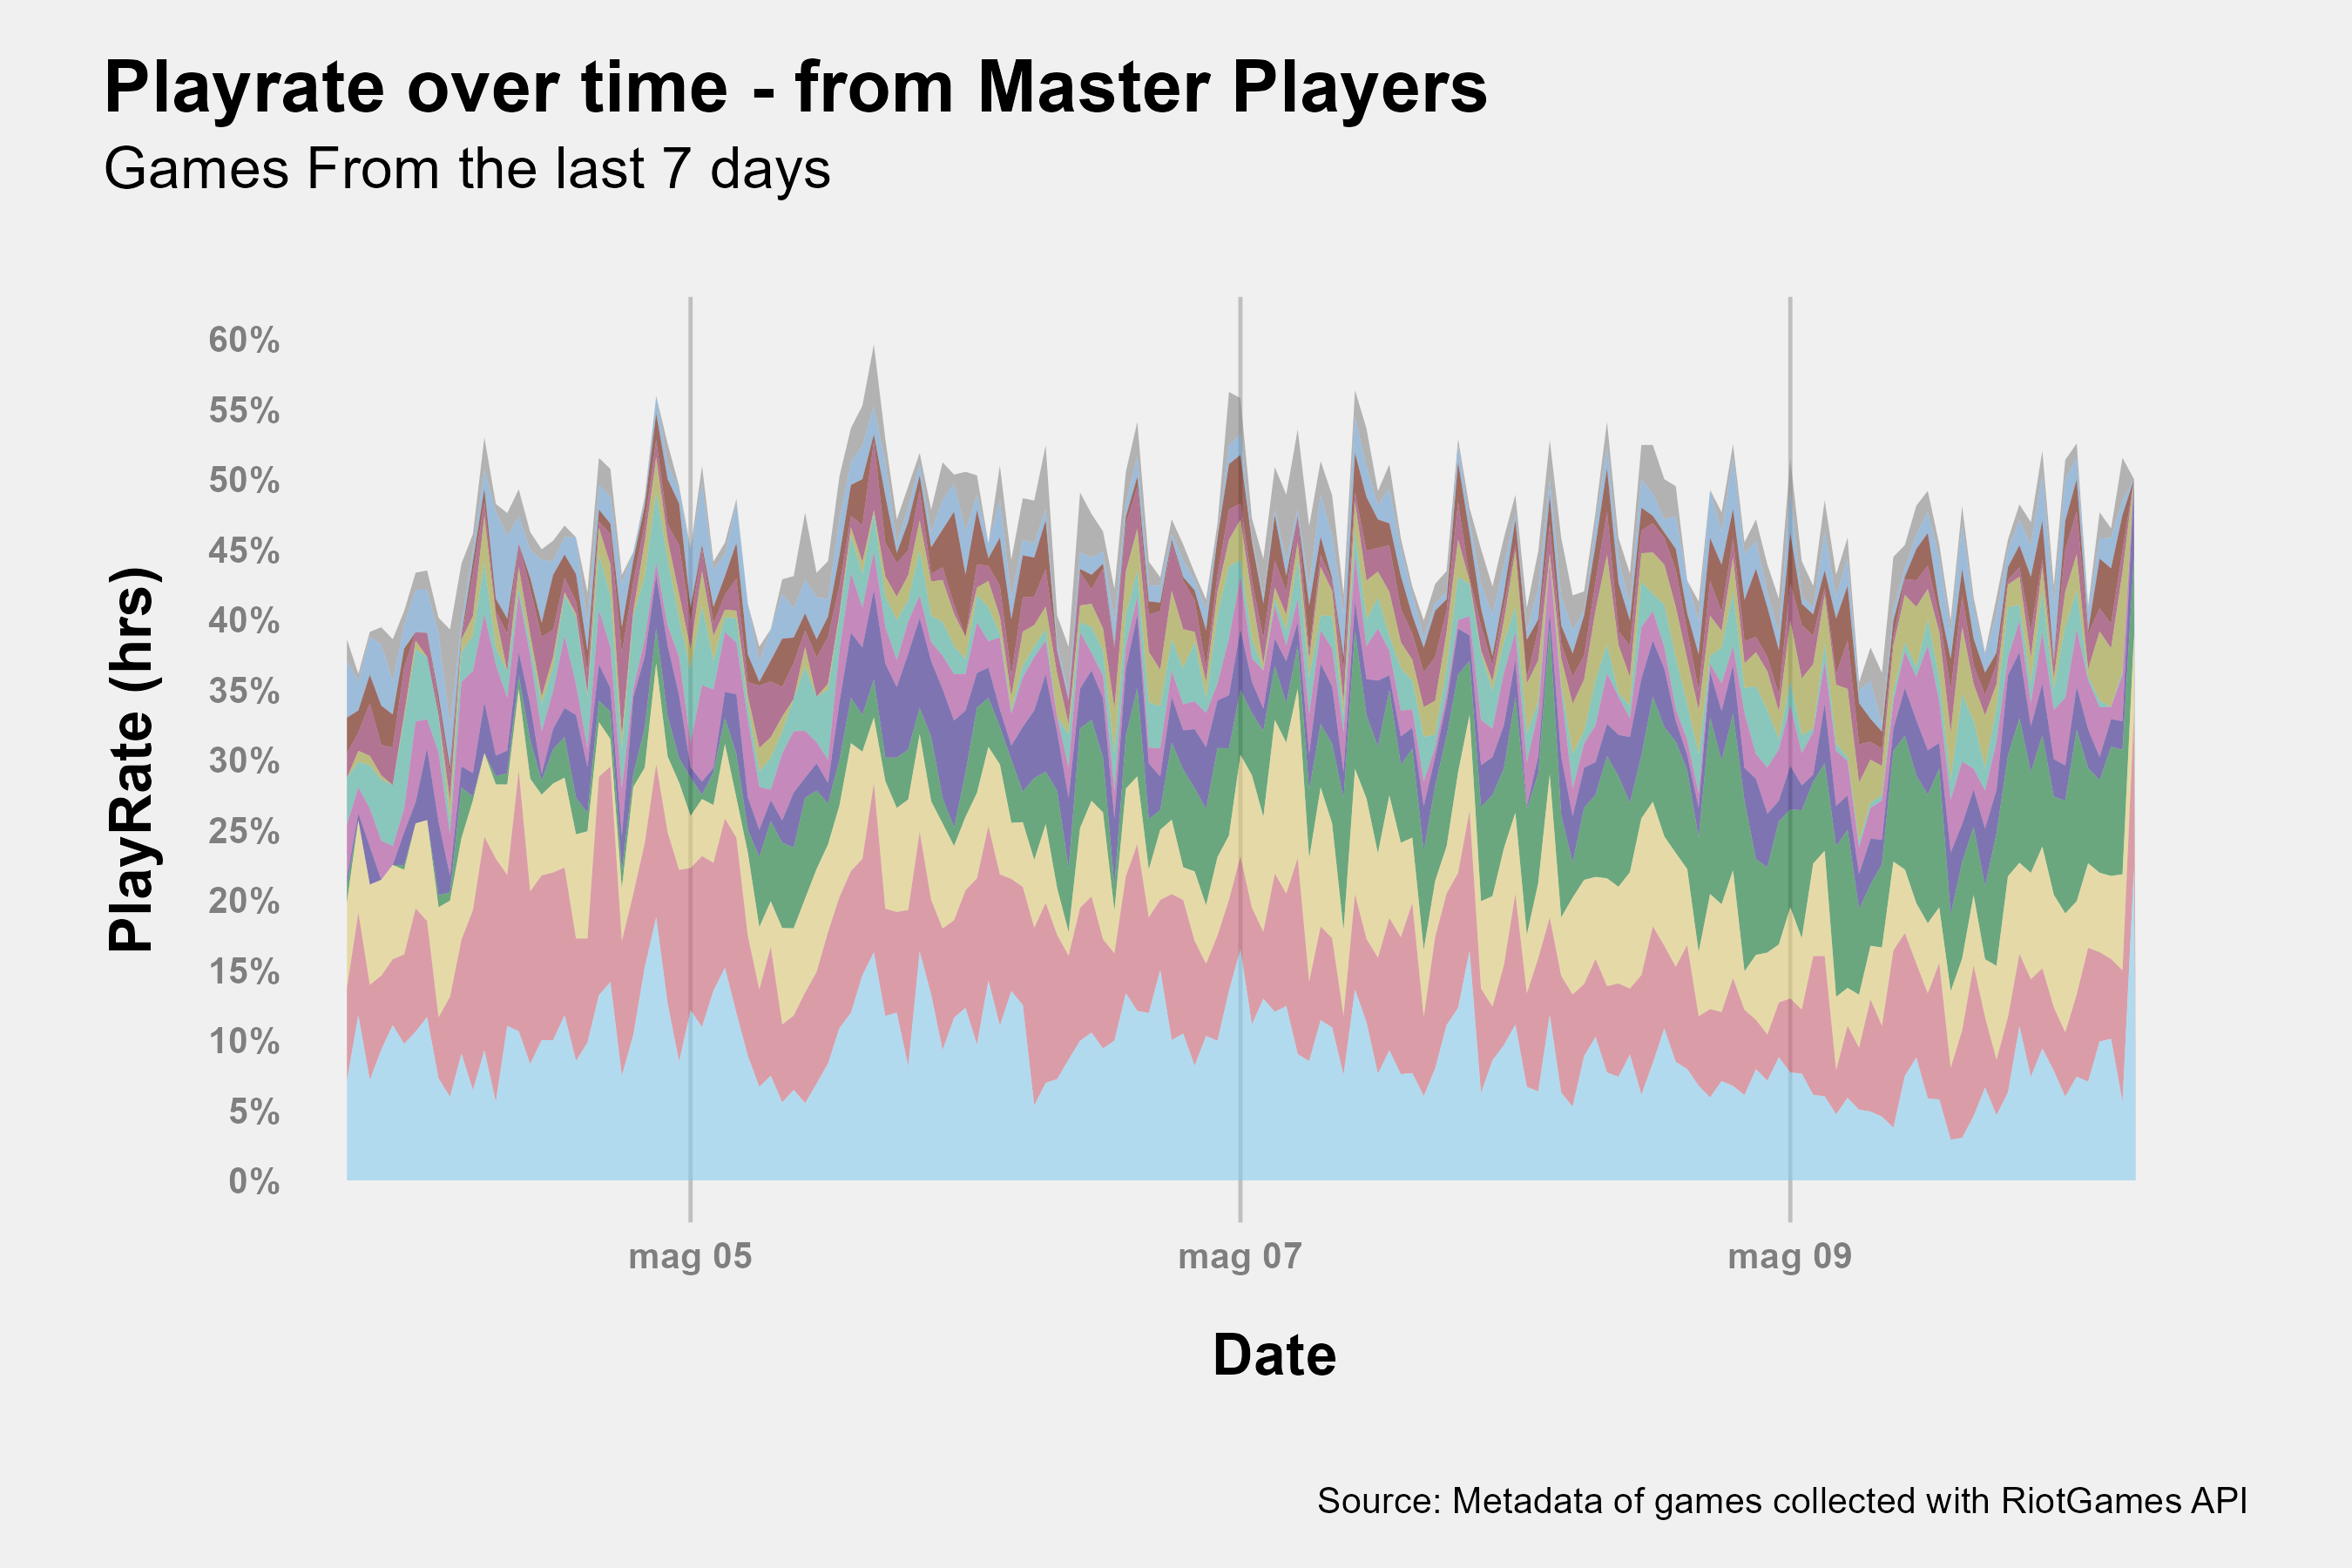 Playrate over time - from Master Players
Games From the last 7 days
PlayRate (hrs)
60%
55%
50%
45%
40%
35%
30%
25%
20%
15%
10%
5%
0%
mag 05
mag 07
mag 09
Date
Source: Metadata of games collected with RiotGames API